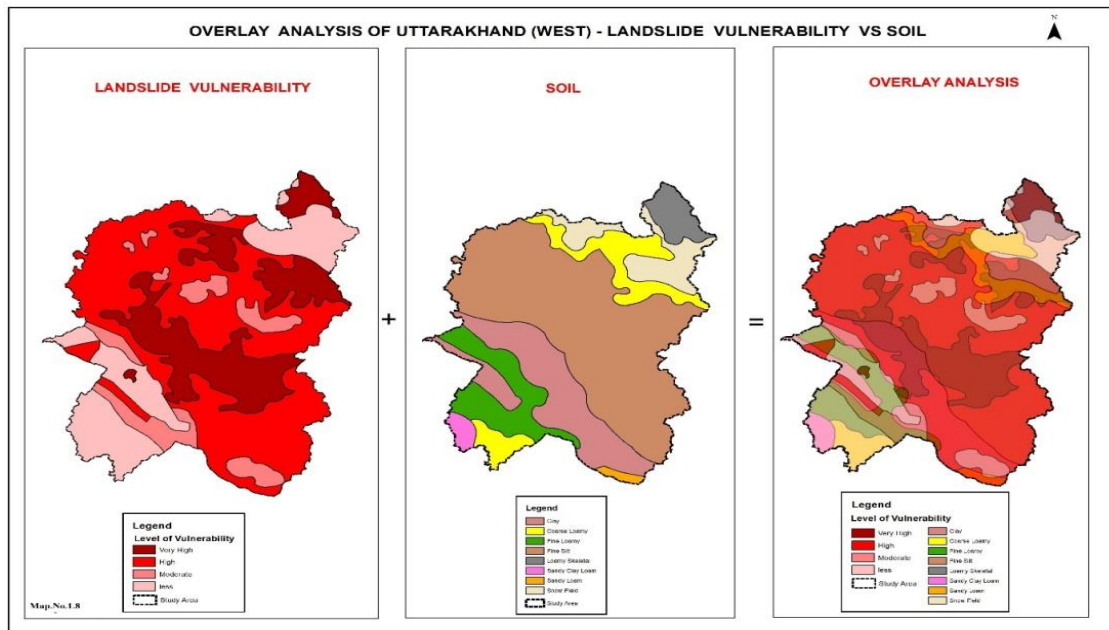 OVERLAY ANALYSIS OF UTTARAKHAND (WEST) - LANDSLIDE VULNERABILITY VS SOIL
N
LANDSLIDE VULNERABILITY
SOIL
OVERLAY ANALYSIS
+
=
Legend
Level of Vulnerability
Very High
High
Moderate
less
Study Area
Map.No.1.8
Legend
Clay
Coarse Loamy
Fine Loamy
Fine Silt
Loamy Skeletal
Sandy Clay Loam
Sandy Loam
Snow Field
Study Area
Legend
Level of Vulnerability
Very High
High
Moderate
less
Study Area
Clay
Coarse Loamy
Fine Loamy
Fine Silt
Loamy Skeletal
Sandy Clay Loam
Sandy Loam
Snow Field